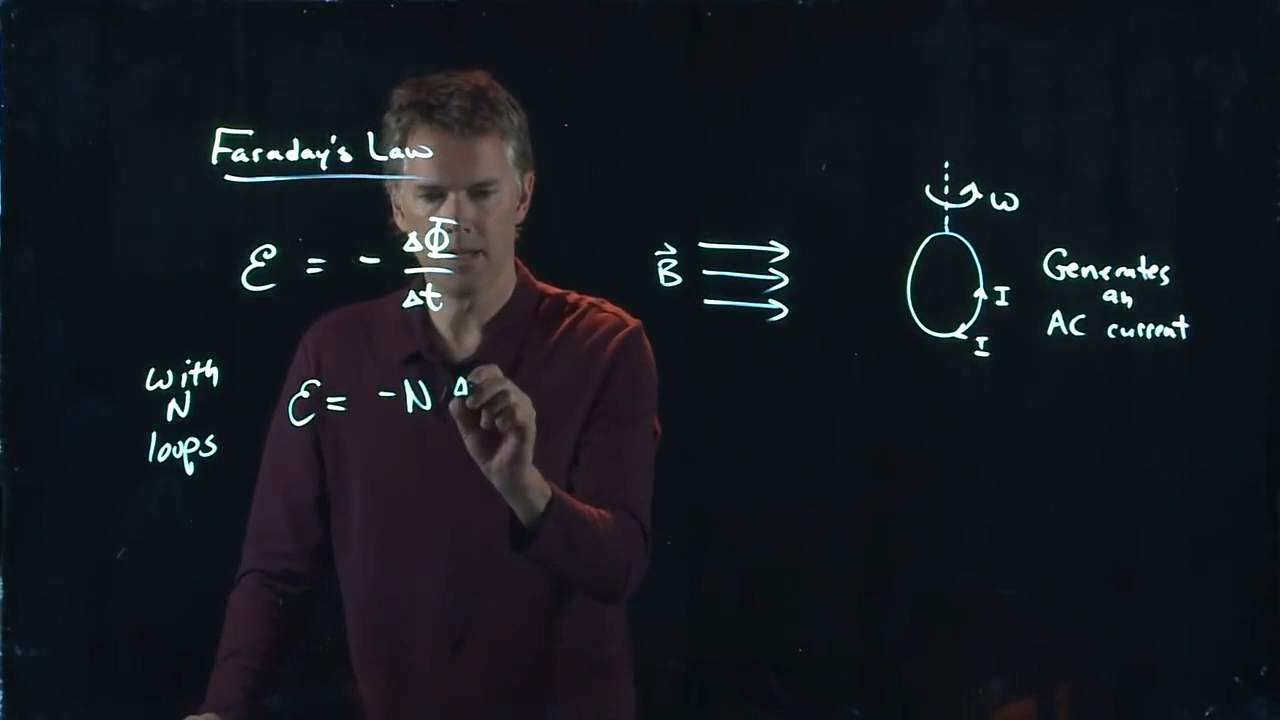 Faraday's Law
ℰ = - ΔΦ / Δt
with
N
loops
ℰ = -N Δ
B⃗
ω
I
I
Generates
an
AC current